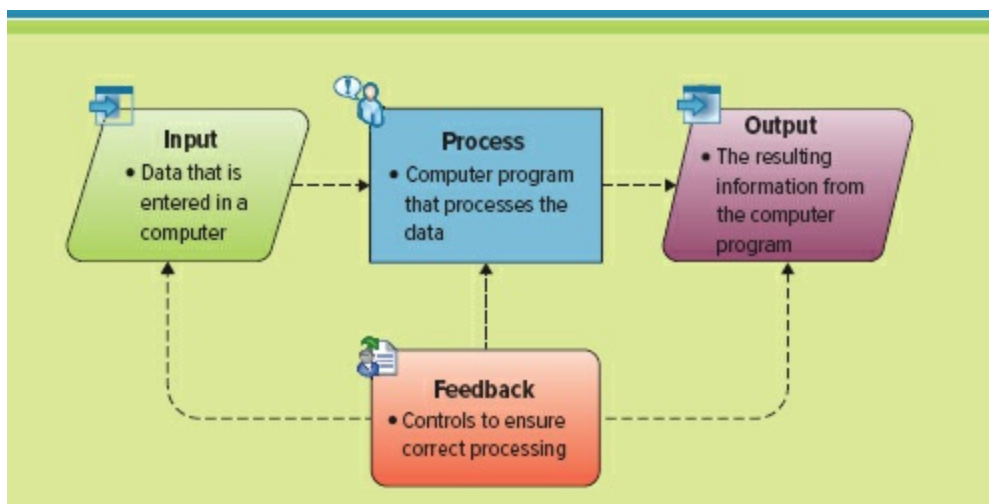 Input
• Data that is
entered in a
computer
Process
• Computer program
that processes the
data
Output
• The resulting
information from
the computer
program
Feedback
• Controls to ensure
correct processing